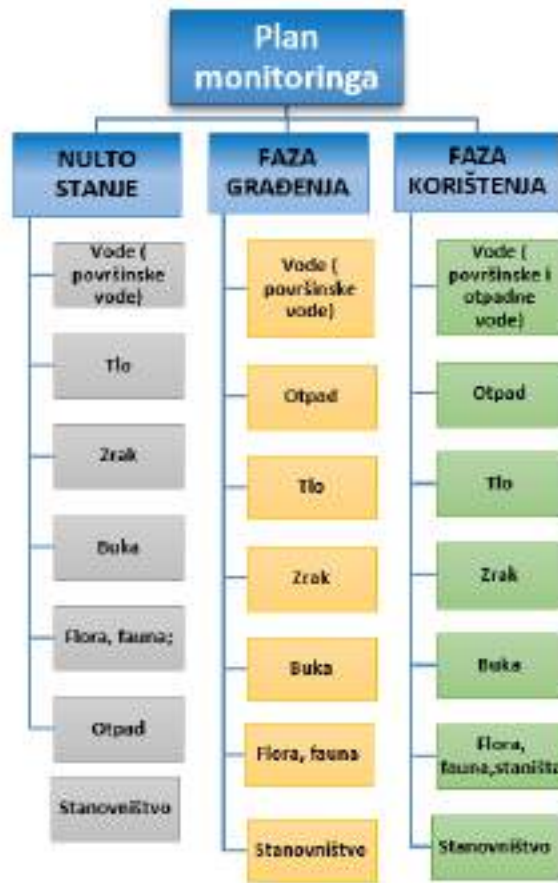 Plan
monitoringa
NULTO
STANJE
Vode (
površinske
vode)
Tlo
Zrak
Buka
Flora, fauna;
Otpad
Stanovništvo
FAZA
GRAĐENJA
Vode (
površinske
vode)
Otpad
Tlo
Zrak
Buka
Flora, fauna
Stanovništvo
FAZA
KORIŠTENJA
Vode (
površinske i
otpadne
vode)
Otpad
Tlo
Zrak
Buka
Flora,
fauna,staništa
Stanovništvo